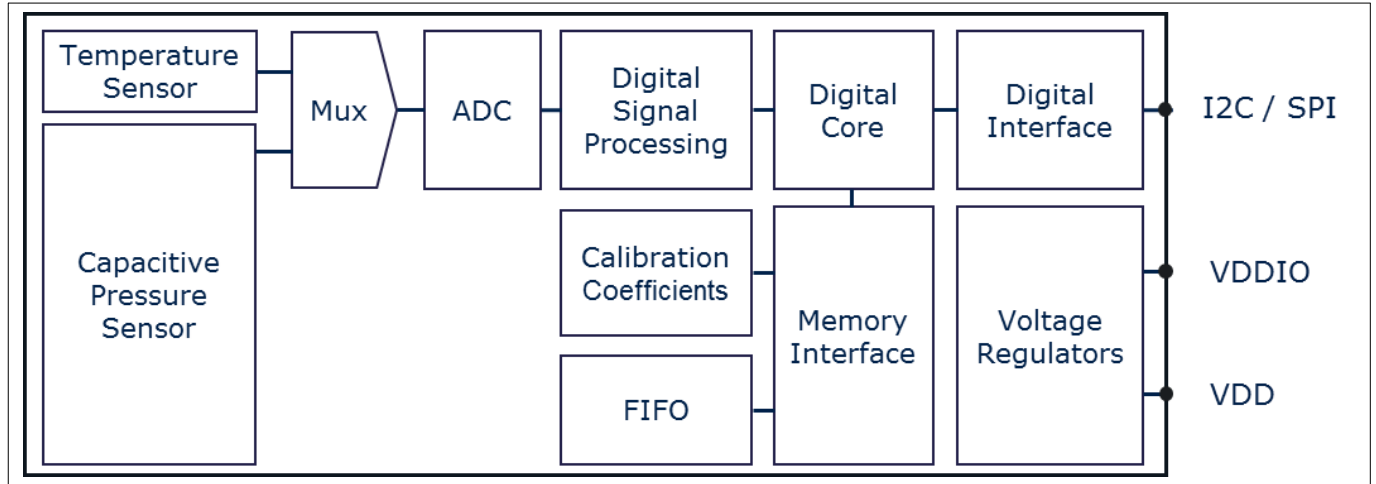 Temperature
Sensor
Mux
ADC
Digital
Signal
Processing
Digital
Core
Digital
Interface
I2C / SPI
Capacitive
Pressure
Sensor
Calibration
Coefficients
Memory
Interface
Voltage
Regulators
VDDIO
FIFO
VDD